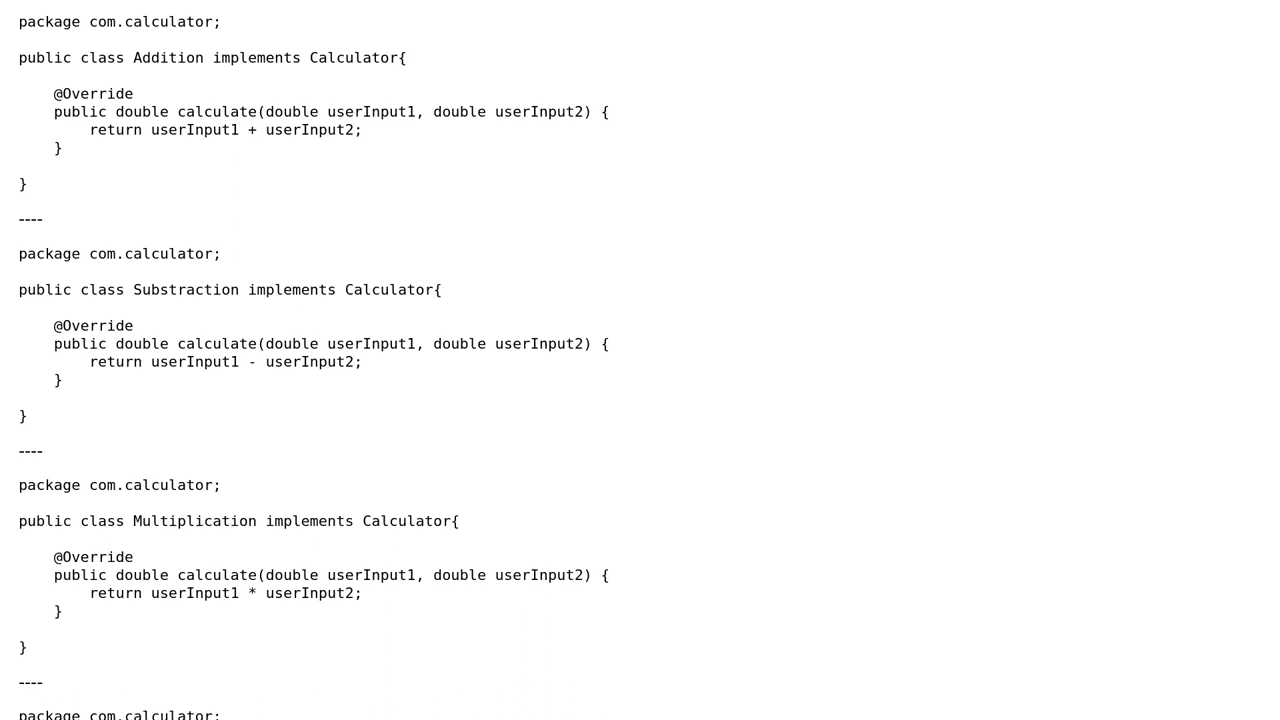 package com.calculator;
public class Addition implements Calculator{
@Override
public double calculate(double userInput1, double userInput2) {
return userInput1 + userInput2;
}
}
----
package com.calculator;
public class Substraction implements Calculator{
@Override
public double calculate(double userInput1, double userInput2) {
return userInput1 - userInput2;
}
}
----
package com.calculator;
public class Multiplication implements Calculator{
@Override
public double calculate(double userInput1, double userInput2) {
return userInput1 * userInput2;
}
}
----
package com.calculator;